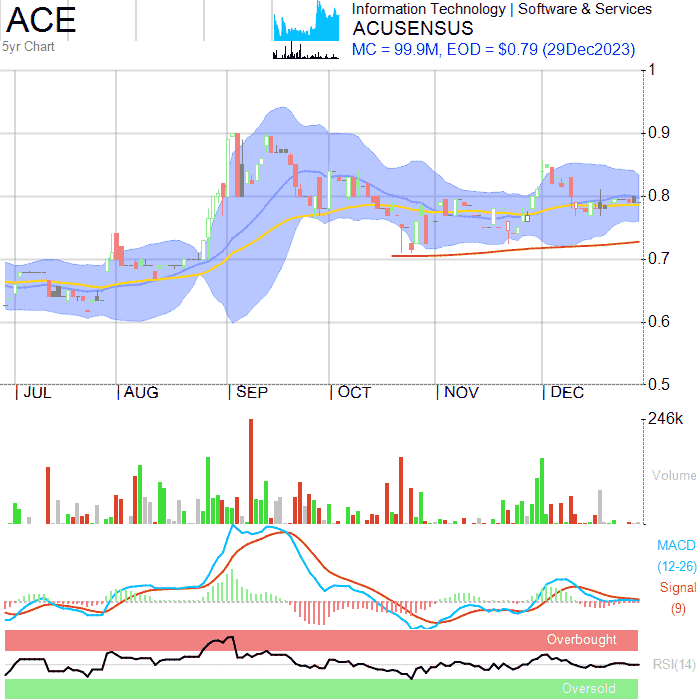 ACE
5yr Chart
Information Technology | Software & Services
ACUSENSUS
MC = 99.9M, EOD = $0.79 (29Dec2023)
1
0.9
0.8
0.7
0.6
0.5
| JUL | AUG | SEP | OCT | NOV | DEC
246k
Volume
MACD
(12-26)
Signal
(9)
Overbought
RSI(14)
Oversold